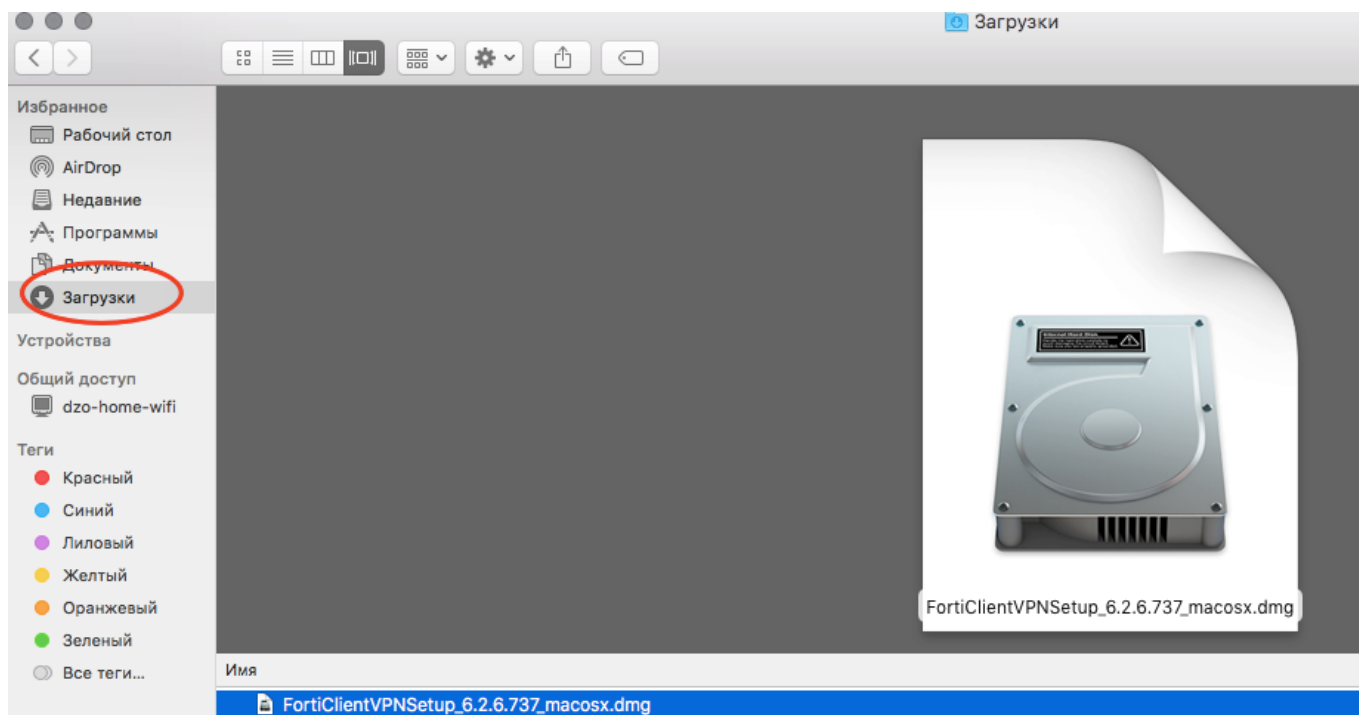 Загрузки
Избранное
Рабочий стол
AirDrop
Недавние
Программы
Документы
Загрузки
Устройства
Общий доступ
dzo-home-wifi
Теги
Красный
Синий
Лиловый
Желтый
Оранжевый
Зеленый
Все теги...
FortiClientVPNSetup_6.2.6.737_macosx.dmg
Имя
FortiClientVPNSetup_6.2.6.737_macosx.dmg